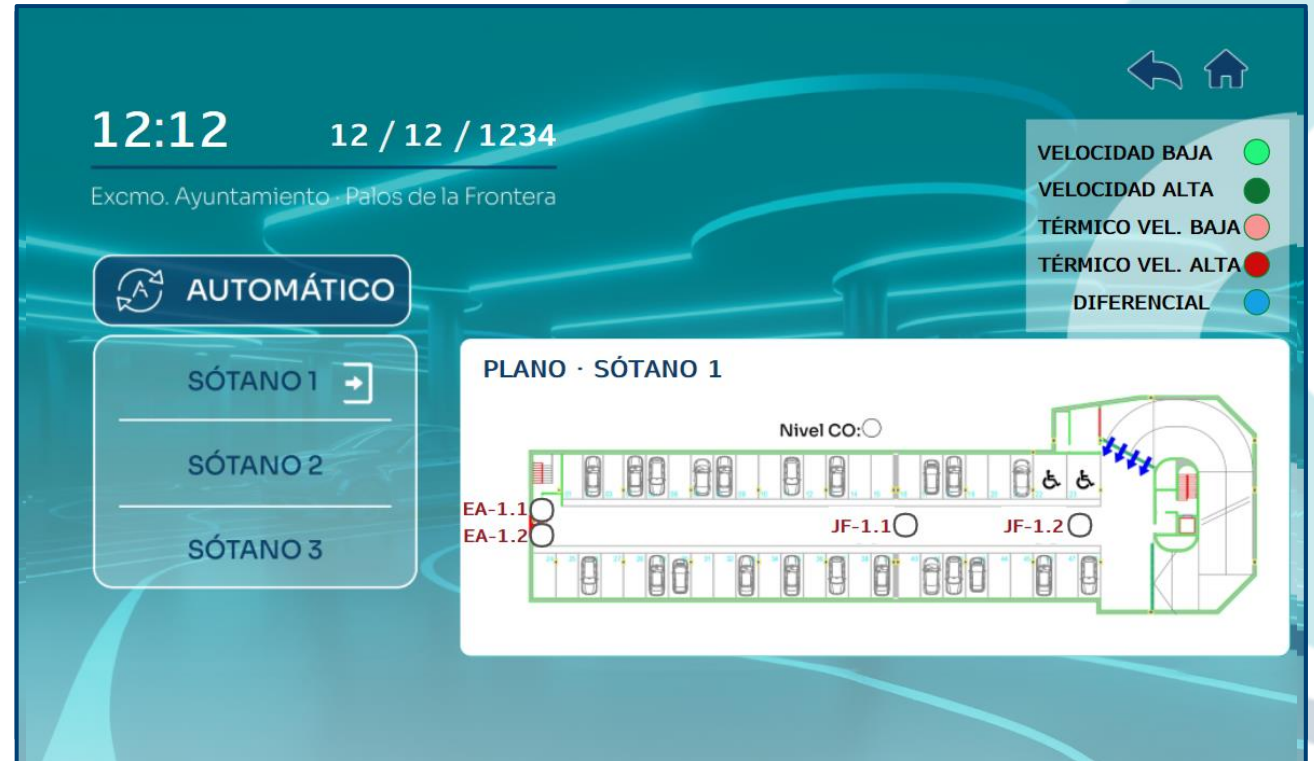 12:12
12 / 12 / 1234
Excmo. Ayuntamiento · Palos de la Frontera
VELOCIDAD BAJA
VELOCIDAD ALTA
TÉRMICO VEL. BAJA
TÉRMICO VEL. ALTA
DIFERENCIAL
A AUTOMÁTICO
SÓTANO 1
SÓTANO 2
SÓTANO 3
PLANO · SÓTANO 1
Nivel CO:
EA-1.1
EA-1.2
JF-1.1
JF-1.2